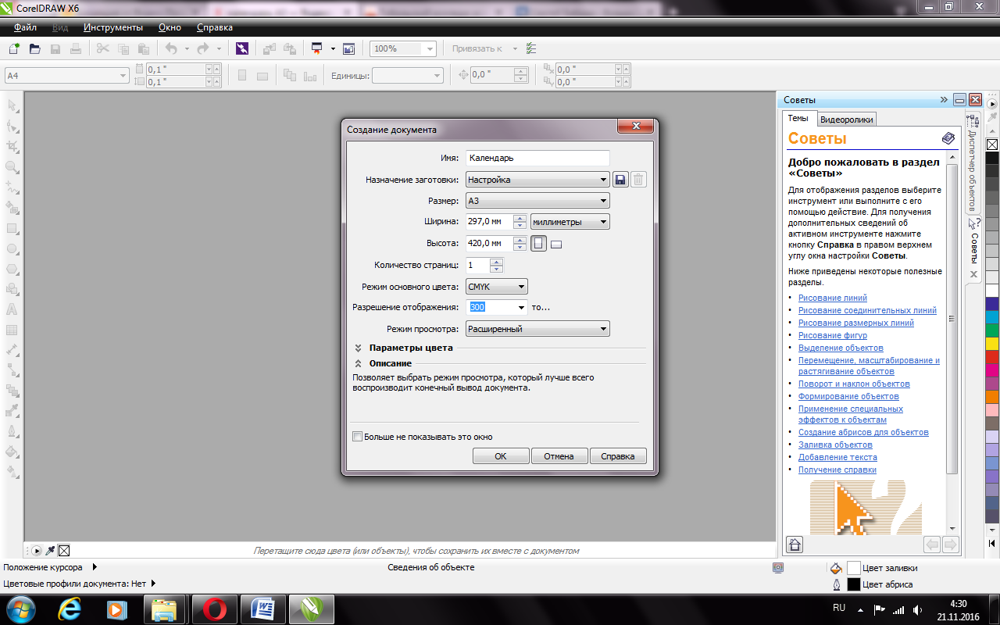 CorelDRAW X6
Файл Вид Инструменты Окно Справка
100% Привязать к
A4 0,1 " 0,1 " Единицы: 0,0 " 0,0 " 0,0 "
Создание документа
Имя: Календарь
Назначение заготовки: Настройка
Размер: A3
Ширина: 297,0 мм миллиметры
Высота: 420,0 мм
Количество страниц: 1
Режим основного цвета: CMYK
Разрешение отображения: 300 то...
Режим просмотра: Расширенный
Параметры цвета
Описание
Позволяет выбрать режим просмотра, который лучше всего
воспроизводит конечный вывод документа.
Больше не показывать это окно
ОК Отмена Справка
Советы
Темы Видеоролики
Советы
Добро пожаловать в раздел
«Советы»
Для отображения разделов выберите
инструмент или выполните с его
помощью действие. Для получения
дополнительных сведений об
активном инструменте нажмите
кнопку Справка в правом верхнем
углу окна настройки Советы.
Ниже приведены некоторые полезные
разделы.
• Рисование линий
• Рисование соединительных линий
• Рисование размерных линий
• Рисование фигур
• Выделение объектов
• Перемещение, масштабирование и
растягивание объектов
• Поворот и наклон объектов
• Формирование объектов
• Применение специальных
эффектов к объектам
• Создание абрисов для объектов
• Заливка объектов
• Добавление текста
• Получение справки
Диспетчер объектов
Советы
Перетащите сюда цвета (или объекты), чтобы сохранить их вместе с документом
Положение курсора Сведения об объекте Цвет заливки
Цветовые профили документа: Нет Цвет абриса
RU 4:30
21.11.2016